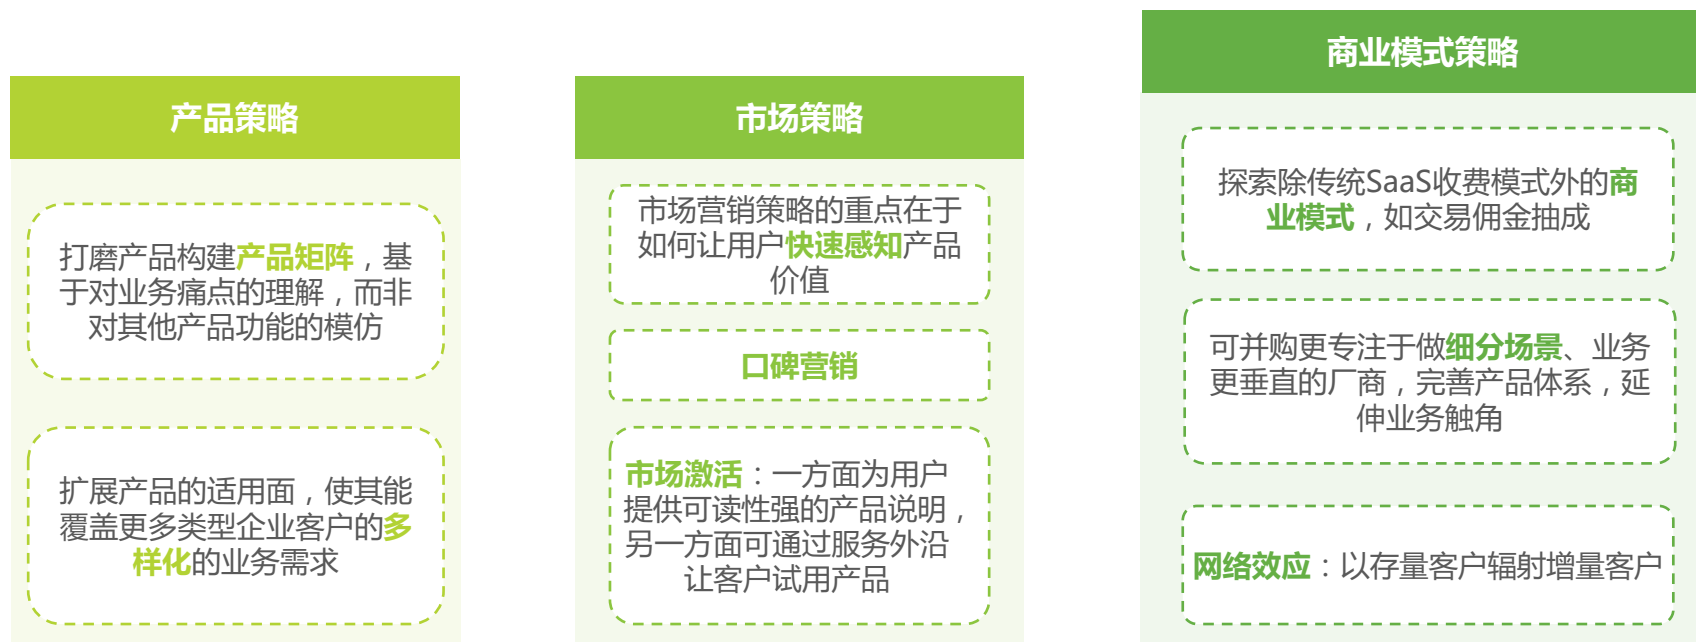 产品策略
打磨产品构建产品矩阵，基
于对业务痛点的理解，而非
对其他产品功能的模仿
扩展产品的适用面，使其能
覆盖更多类型企业客户的多
样化的业务需求
市场策略
市场营销策略的重点在于
如何让用户快速感知产品
价值
口碑营销
市场激活：一方面为用户
提供可读性强的产品说明，
另一方面可通过服务外沿
让客户试用产品
商业模式策略
探索除传统SaaS收费模式外的商
业模式，如交易佣金抽成
可并购更专注于做细分场景、业务
更垂直的厂商，完善产品体系，延
伸业务触角
网络效应：以存量客户辐射增量客户